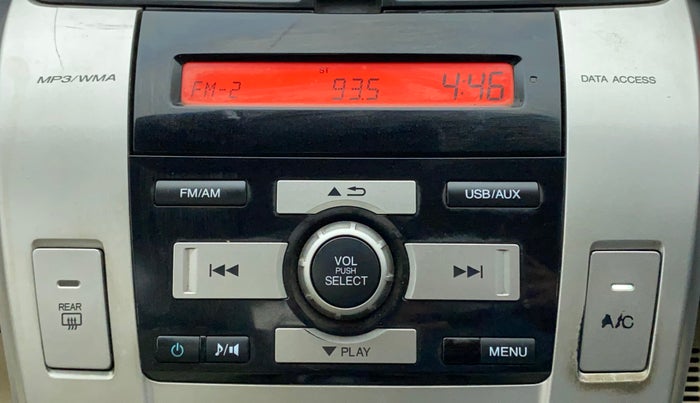 ST
FM-2 93.5 4:46
MP3/WMA
DATA ACCESS
FM/AM
USB/AUX
VOL
PUSH
SELECT
REAR
A/C
PLAY
MENU